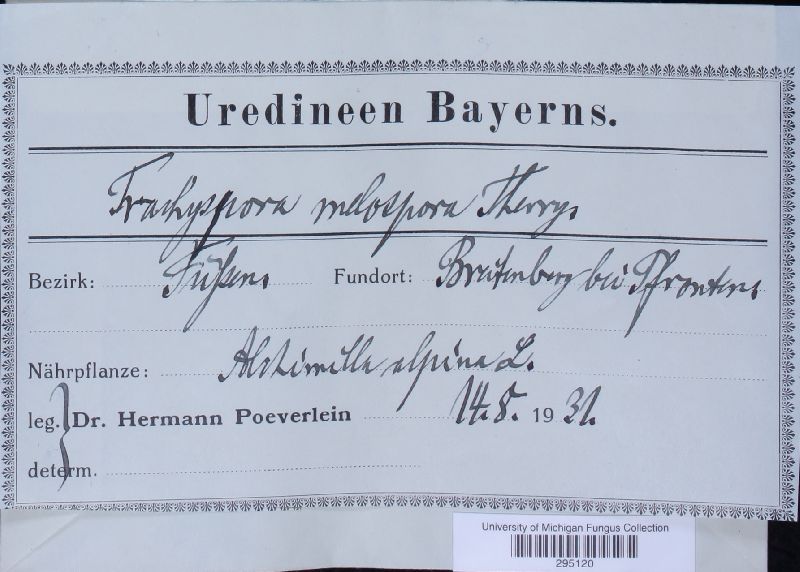 Uredineen Bayerns.
Trachyspora melospora Therry.
Bezirk: Füssen. Fundort: Breitenberg bei Pfronten.
Nährpflanze: Alchimilla alpina L.
leg. Dr. Hermann Poeverlein 14.8. 1931.
determ.
University of Michigan Fungus Collection
295120